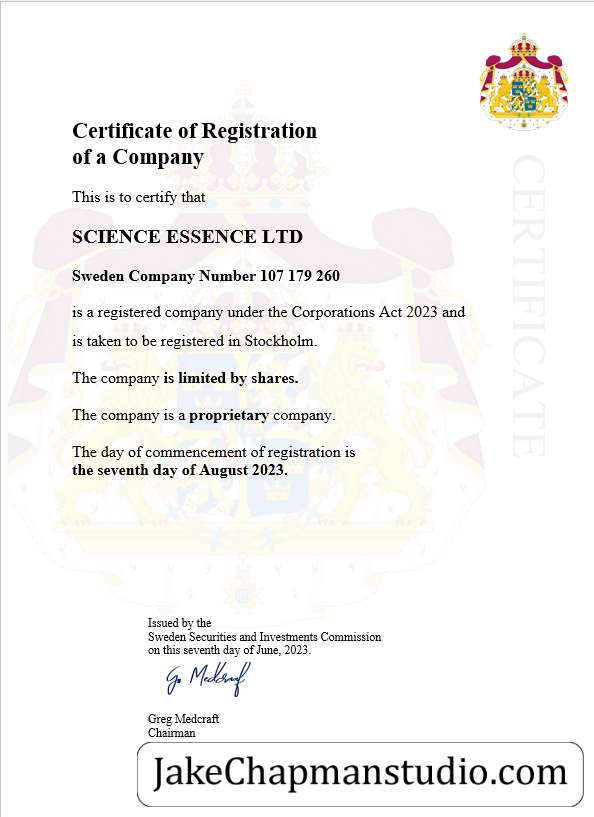 Certificate of Registration
of a Company
This is to certify that
SCIENCE ESSENCE LTD
Sweden Company Number 107 179 260
is a registered company under the Corporations Act 2023 and
is taken to be registered in Stockholm.
The company is limited by shares.
The company is a proprietary company.
The day of commencement of registration is
the seventh day of August 2023.
CERTIFICATE
Issued by the
Sweden Securities and Investments Commission
on this seventh day of June, 2023.
G. Medcraft
Greg Medcraft
Chairman
JakeChapmanstudio.com